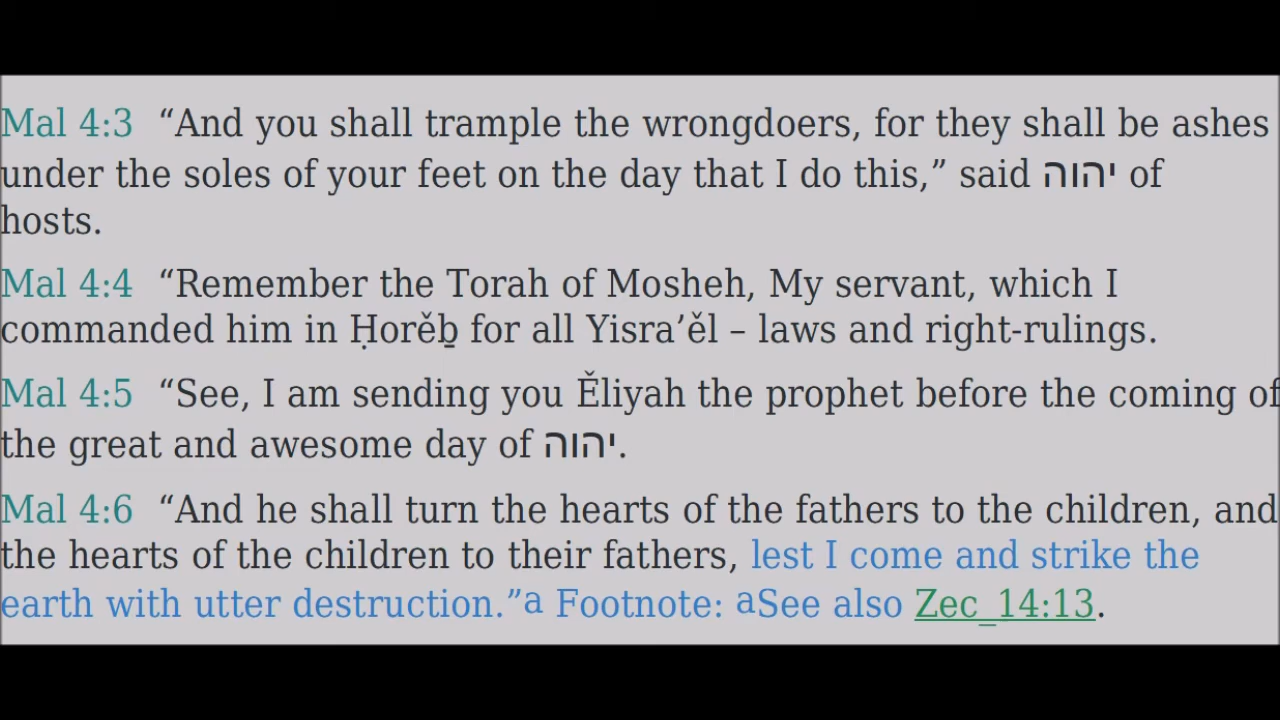 Mal 4:3 “And you shall trample the wrongdoers, for they shall be ashes
under the soles of your feet on the day that I do this,” said יהוה of
hosts.
Mal 4:4 “Remember the Torah of Mosheh, My servant, which I
commanded him in Ḥorěḇ for all Yisra’ěl – laws and right-rulings.
Mal 4:5 “See, I am sending you Ěliyah the prophet before the coming of
the great and awesome day of יהוה.
Mal 4:6 “And he shall turn the hearts of the fathers to the children, and
the hearts of the children to their fathers, lest I come and strike the
earth with utter destruction.”a Footnote: aSee also Zec_14:13.